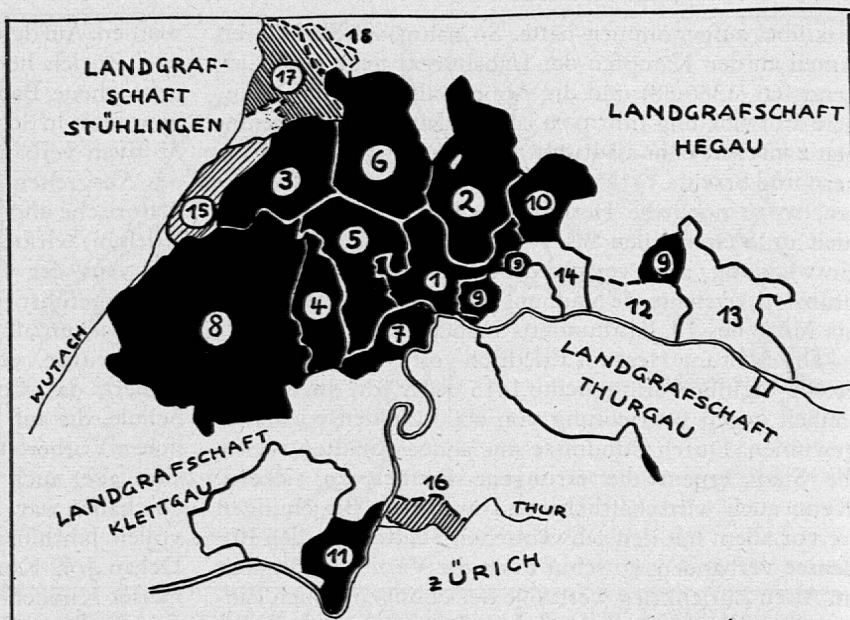 18
LANDGRAF-
SCHAFT
STÜHLINGEN
17
LANDGRAFSCHAFT
HEGAU
3
6
2
10
15
5
1
9
14
9
12
13
8
4
7
9
WUTACH
LANDGRAFSCHAFT
THURGAU
LANDGRAFSCHAFT
KLETTGAU
16
THUR
11
ZÜRICH